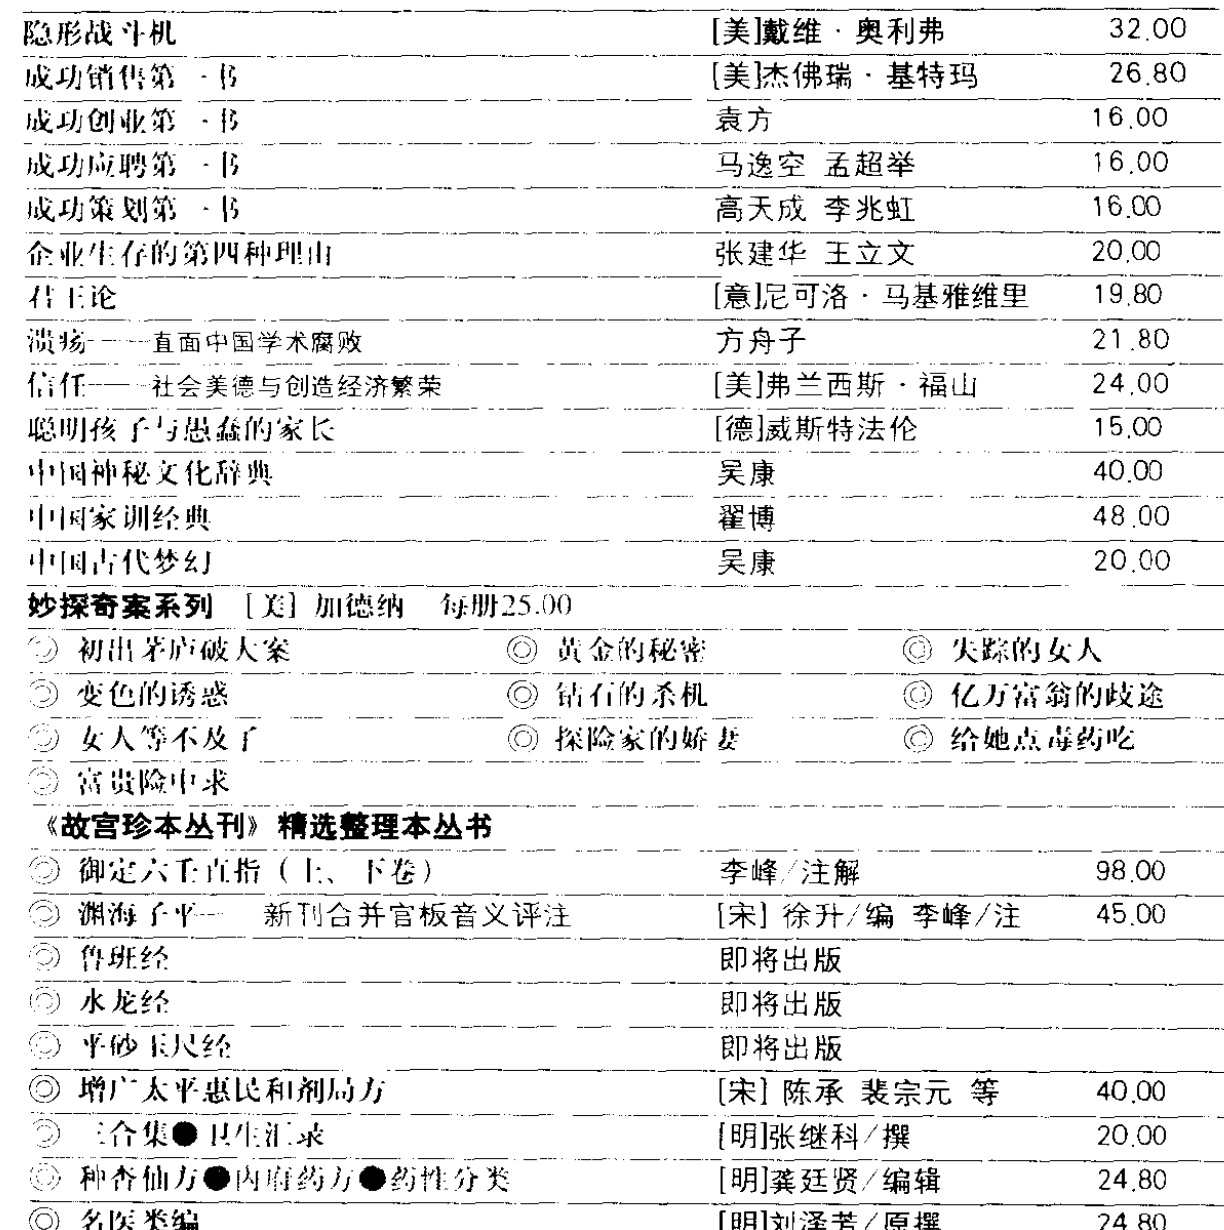 隐形战斗机 [美]戴维·奥利弗 32.00
成功销售第一书 [美]杰佛瑞·基特玛 26.80
成功创业第一书 袁方 16.00
成功应聘第一书 马逸空 孟超举 16.00
成功策划第一书 高天成 李兆虹 16.00
企业生存的第四种理由 张建华 王立文 20.00
君王论 [意]尼可洛·马基雅维里 19.80
溃疡——直面中国学术腐败 方舟子 21.80
信任——社会美德与创造经济繁荣 [美]弗兰西斯·福山 24.00
聪明孩子与愚蠢的家长 [德]威斯特法伦 15.00
中国神秘文化辞典 吴康 40.00
中国家训经典 翟博 48.00
中国古代梦幻 吴康 20.00
妙探奇案系列 [美] 加德纳 每册25.00
◎ 初出茅庐破大案 ◎ 黄金的秘密 ◎ 失踪的女人
◎ 变色的诱惑 ◎ 钻石的杀机 ◎ 亿万富翁的歧途
◎ 女人等不及了 ◎ 探险家的娇妻 ◎ 给她点毒药吃
◎ 富贵险中求
《故宫珍本丛刊》精选整理本丛书
◎ 御定六壬直指（上、下卷） 李峰/注解 98.00
◎ 渊海子平——新刊合并官板音义评注 [宋] 徐升/编 李峰/注 45.00
◎ 鲁班经 即将出版
◎ 水龙经 即将出版
◎ 平砂玉尺经 即将出版
◎ 增广太平惠民和剂局方 [宋] 陈承 裴宗元 等 40.00
◎ 三合集●卫生汇录 [明]张继科/撰 20.00
◎ 种杏仙方●内府药方●药性分类 [明]龚廷贤/编辑 24.80
◎ 名医类编 [明]刘泽芳/原撰 24.80